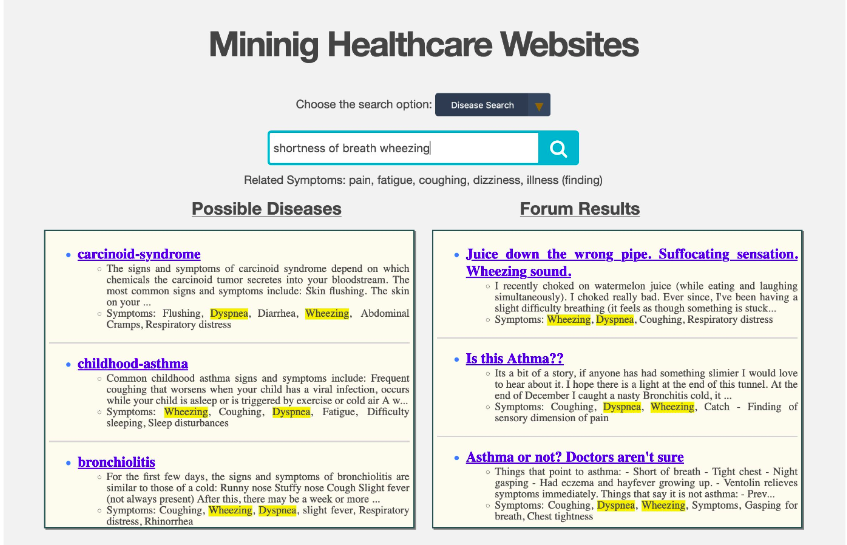 Mininig Healthcare Websites
Choose the search option: Disease Search
shortness of breath wheezing
Related Symptoms: pain, fatigue, coughing, dizziness, illness (finding)
Possible Diseases
carcinoid-syndrome
The signs and symptoms of carcinoid syndrome depend on which
chemicals the carcinoid tumor secretes into your bloodstream. The
most common signs and symptoms include: Skin flushing. The skin
on your ...
Symptoms: Flushing, Dyspnea, Diarrhea, Wheezing, Abdominal
Cramps, Respiratory distress
childhood-asthma
Common childhood asthma signs and symptoms include: Frequent
coughing that worsens when your child has a viral infection, occurs
while your child is asleep or is triggered by exercise or cold air A w...
Symptoms: Wheezing, Coughing, Dyspnea, Fatigue, Difficulty
sleeping, Sleep disturbances
bronchiolitis
For the first few days, the signs and symptoms of bronchiolitis are
similar to those of a cold: Runny nose Stuffy nose Cough Slight fever
(not always present) After this, there may be a week or more ...
Symptoms: Coughing, Wheezing, Dyspnea, slight fever, Respiratory
distress, Rhinorrhea
Forum Results
Juice down the wrong pipe. Suffocating sensation.
Wheezing sound.
I recently choked on watermelon juice (while eating and laughing
simultaneously). I choked really bad. Ever since, I've been having a
slight difficulty breathing (it feels as though something is stuck...
Symptoms: Wheezing, Dyspnea, Coughing, Respiratory distress
Is this Athma??
Its a bit of a story, if anyone has had something slimier I would love
to hear about it. I hope there is a light at the end of this tunnel. At the
end of December I caught a nasty Bronchitis cold, it ...
Symptoms: Coughing, Dyspnea, Wheezing, Catch - Finding of
sensory dimension of pain
Asthma or not? Doctors aren't sure
Things that point to asthma: - Short of breath - Tight chest - Night
gasping - Had eczema and hayfever growing up. - Ventolin relieves
symptoms immediately. Things that say it is not asthma: - Prev...
Symptoms: Coughing, Dyspnea, Wheezing, Symptoms, Gasping for
breath, Chest tightness